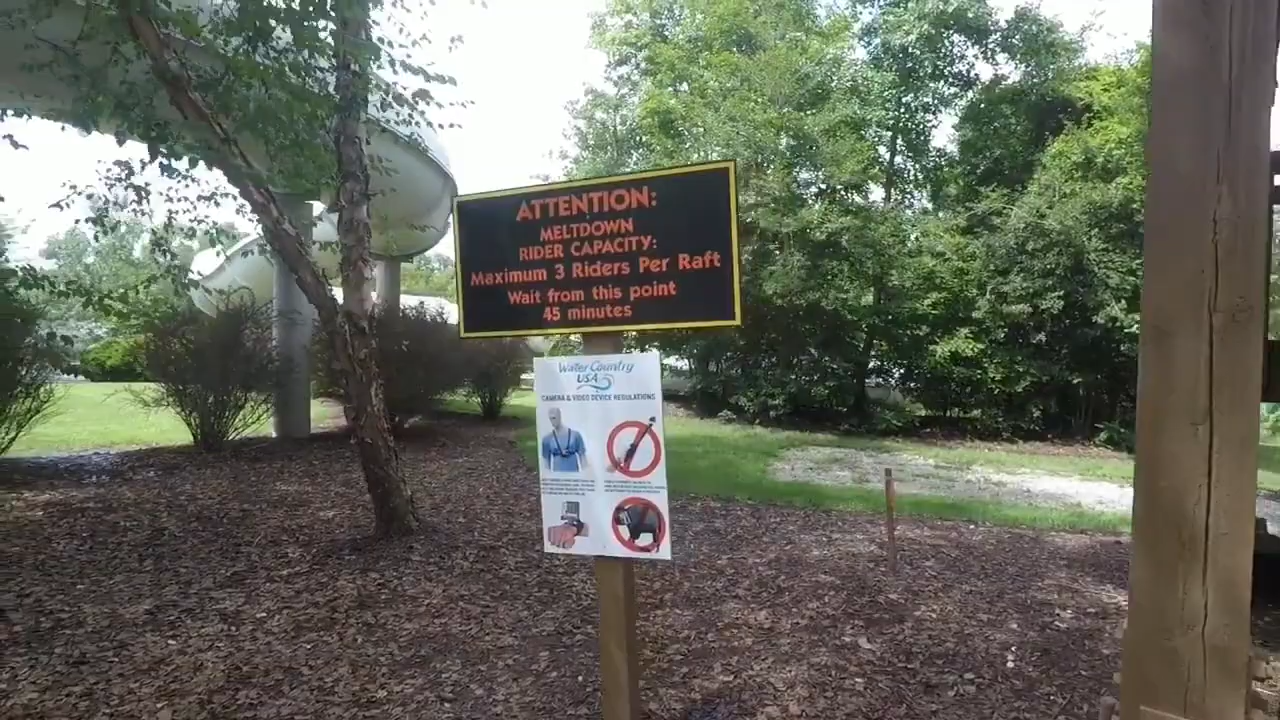 ATTENTION:
MELTDOWN
RIDER CAPACITY:
Maximum 3 Riders Per Raft
Wait from this point
45 minutes
Water Country
USA
CAMERA & VIDEO DEVICE REGULATIONS